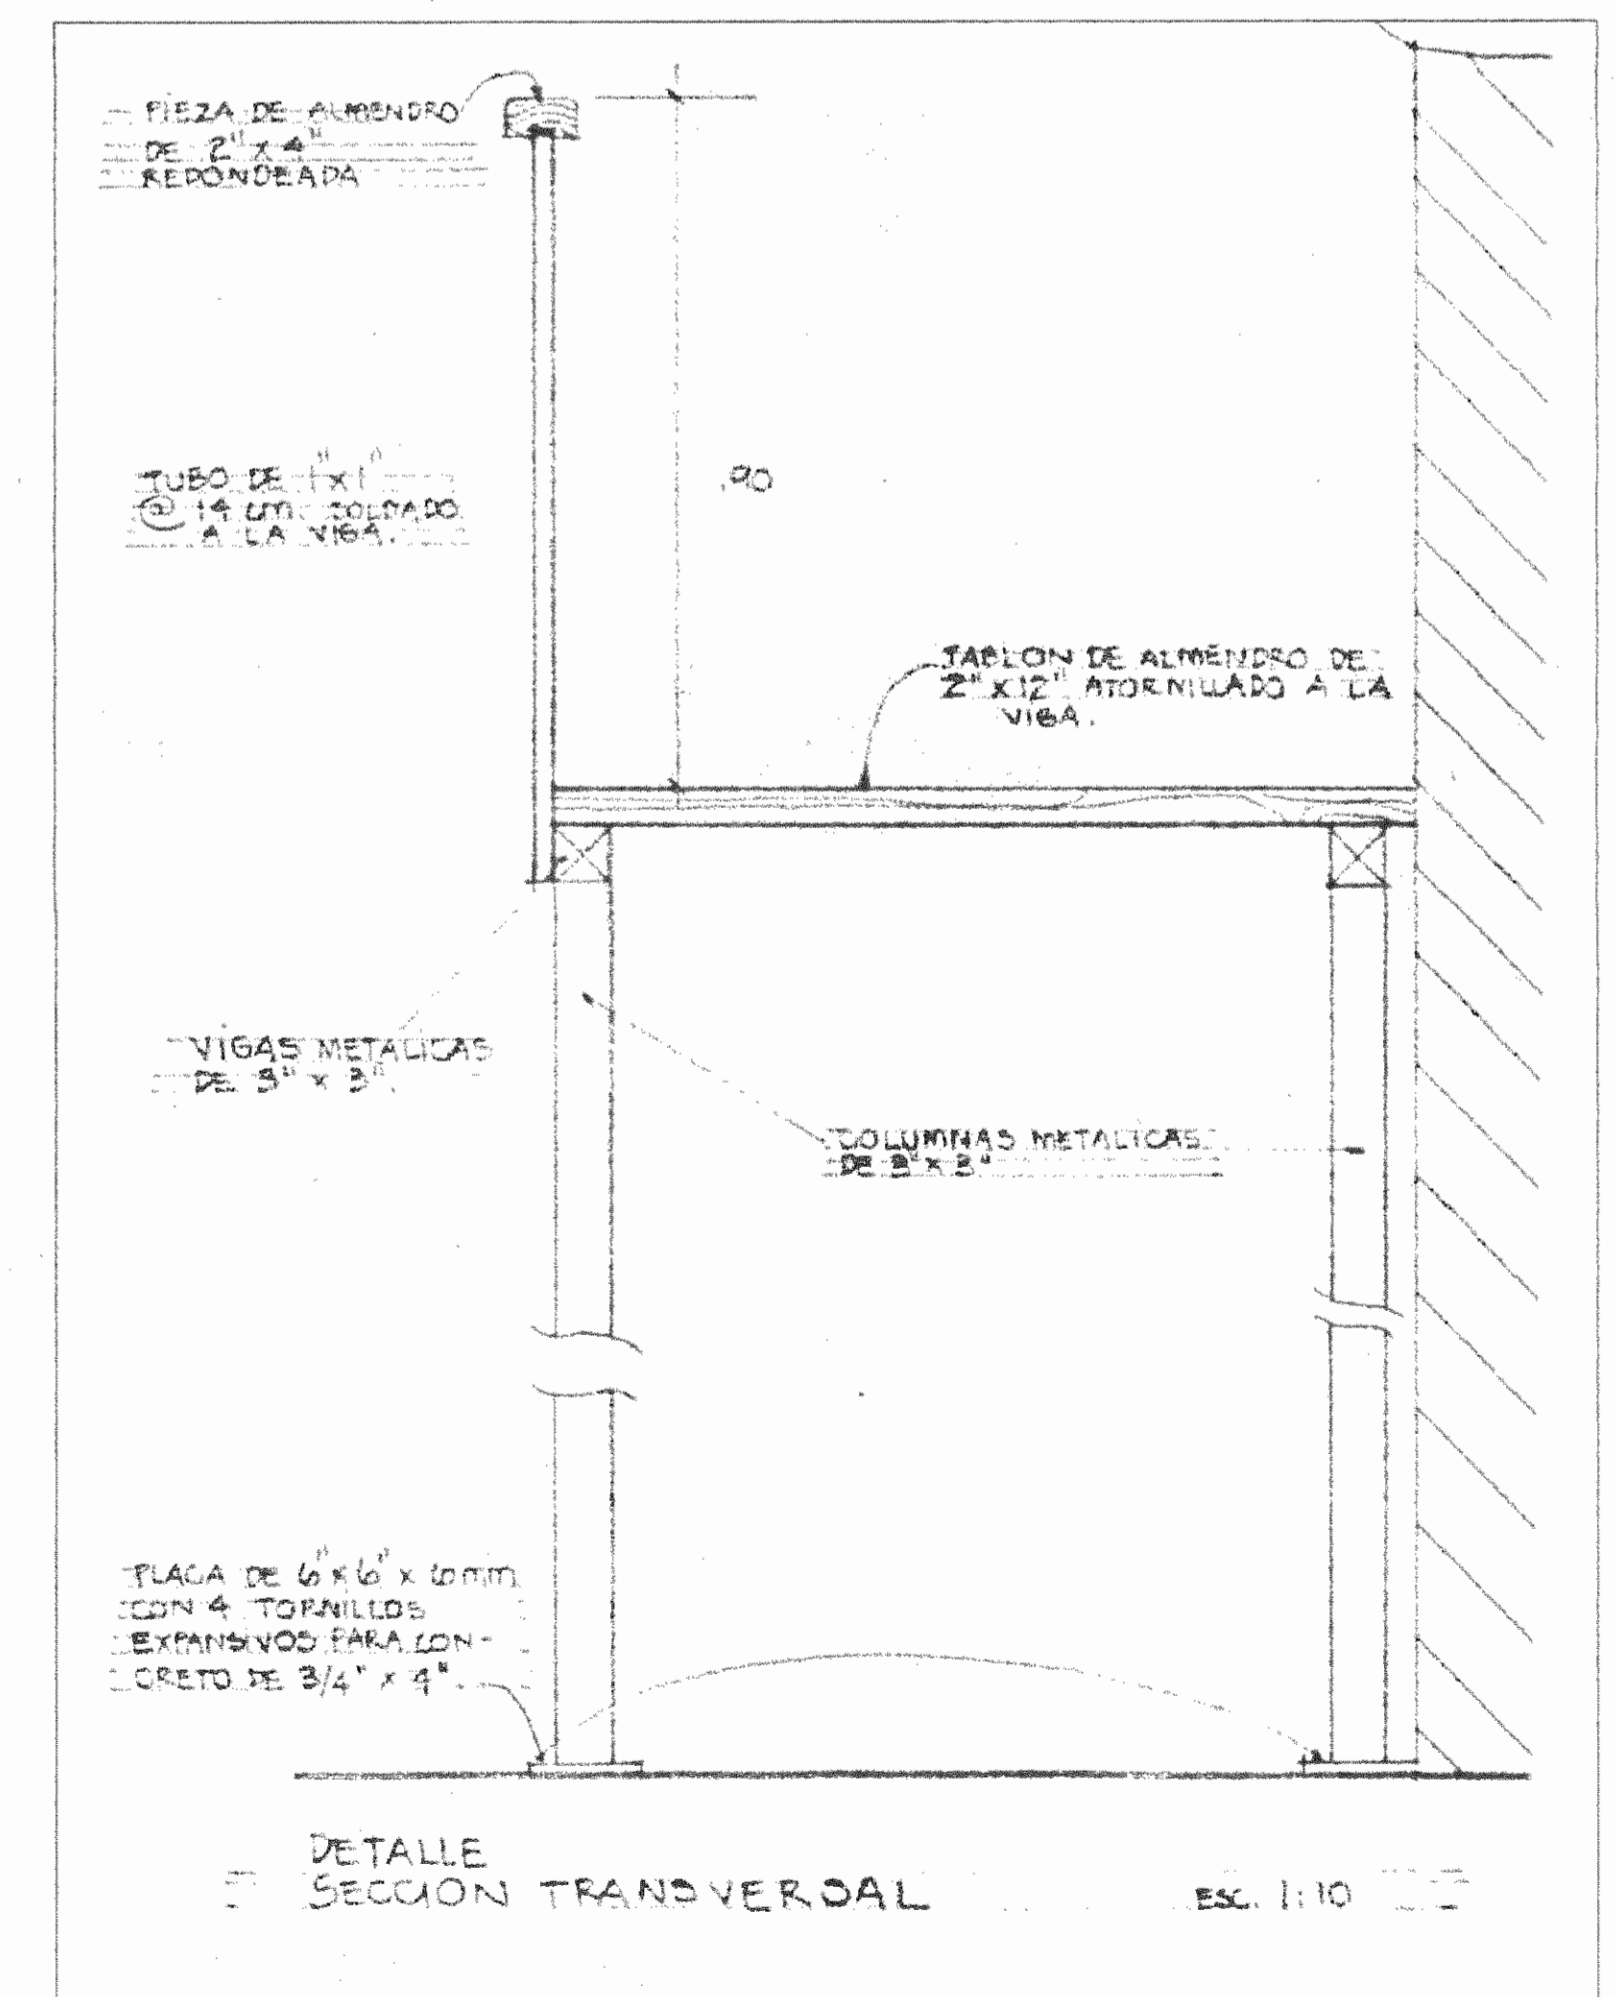 PIEZA DE ALMENDRO
DE 2" x 4"
REDONDEADA
TUBO DE 1" x 1"
@ 14 cm. SOLDADO
A LA VIGA.
.90
TABLON DE ALMENDRO DE
2" x 12" ATORNILLADO A LA
VIGA.
VIGAS METALICAS
DE 3" x 3".
COLUMNAS METALICAS
DE 3" x 3"
PLACA DE 6" x 6" x 6mm
CON 4 TORNILLOS
EXPANSIVOS PARA CON-
CRETO DE 3/4" x 4".
DETALLE
SECCION TRANSVERSAL
ESC. 1:10